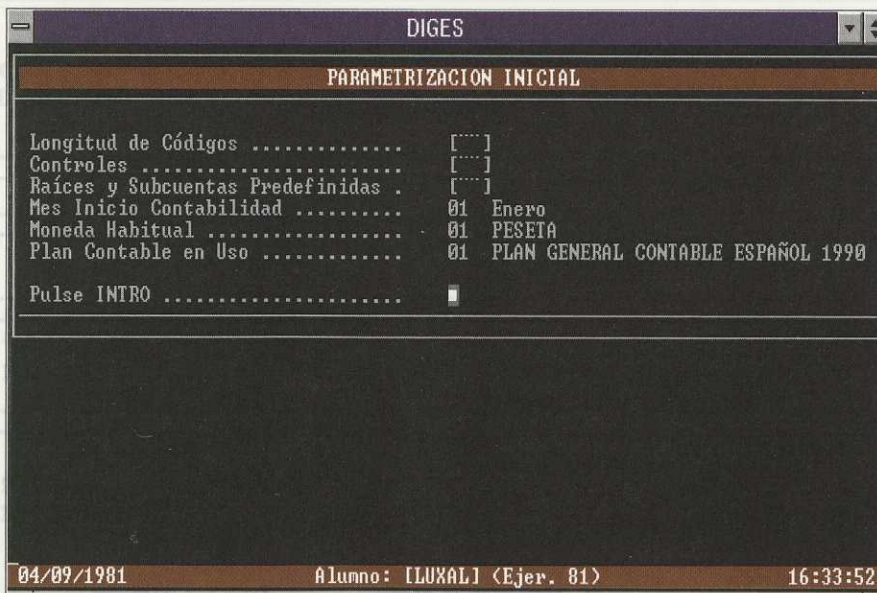 DIGES
PARAMETRIZACION INICIAL
Longitud de Códigos .............. [   ]
Controles ........................ [   ]
Raíces y Subcuentas Predefinidas . [   ]
Mes Inicio Contabilidad .......... 01 Enero
Moneda Habitual .................. 01 PESETA
Plan Contable en Uso ............. 01 PLAN GENERAL CONTABLE ESPAÑOL 1990
Pulse INTRO ......................
04/09/1981 Alumno: [LUXAL] (Ejer. 81) 16:33:52